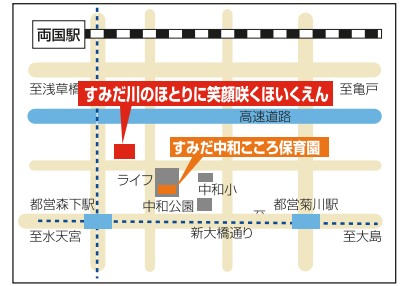 両国駅
至浅草橋
至亀戸
すみだ川のほとりに笑顔咲くほいくえん
高速道路
すみだ中和こころ保育園
ライフ
中和小
都営森下駅
中和公園
都営菊川駅
至水天宮
新大橋通り
至大島